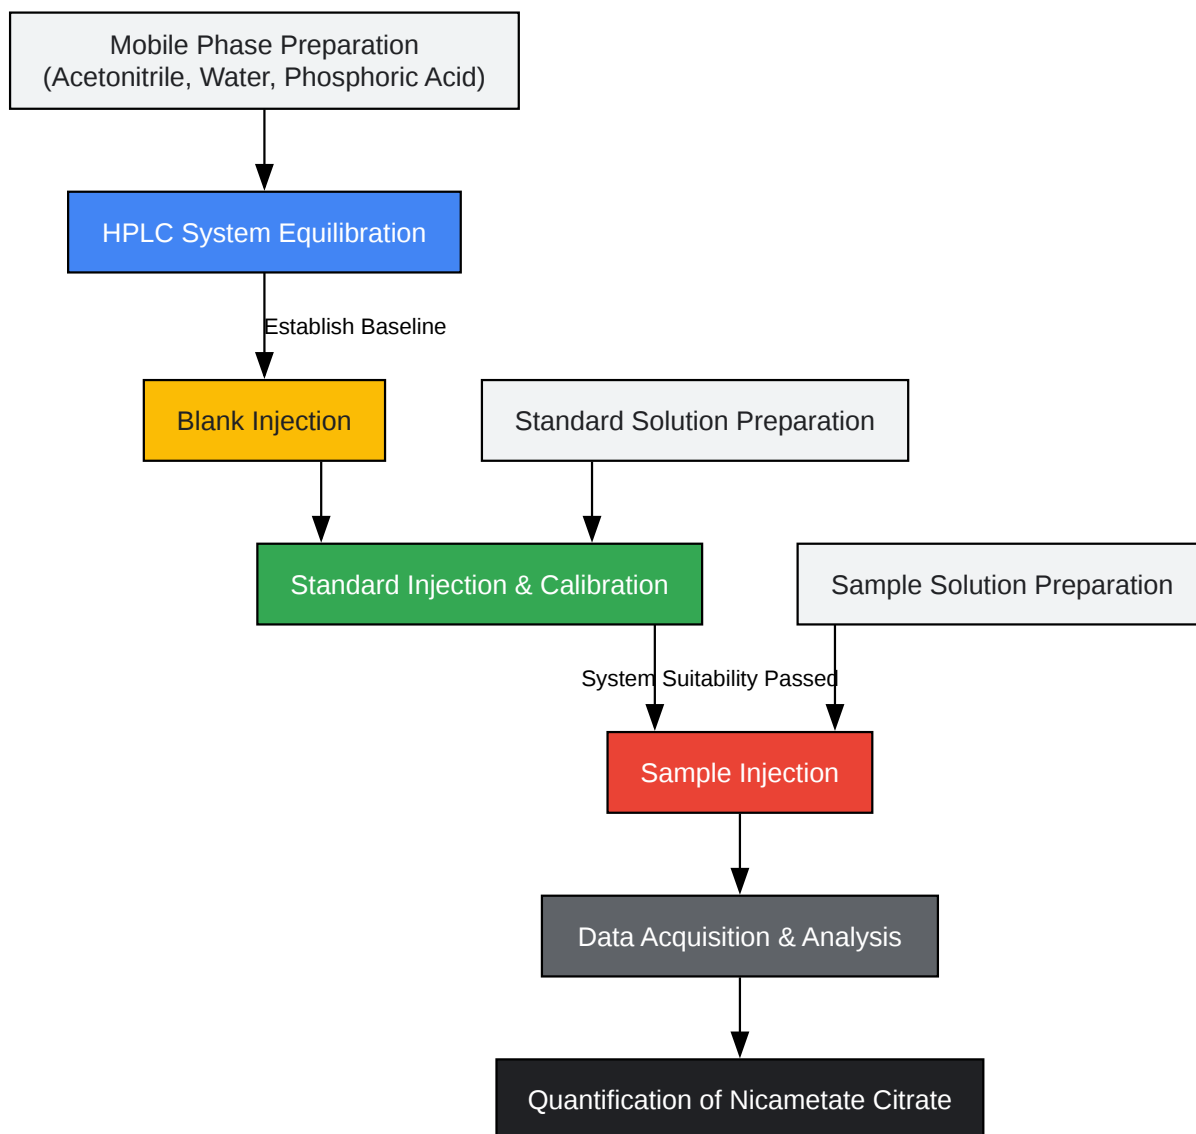 Mobile Phase Preparation
(Acetonitrile, Water, Phosphoric Acid)
HPLC System Equilibration
Establish Baseline
Blank Injection
Standard Solution Preparation
Standard Injection & Calibration
Sample Solution Preparation
System Suitability Passed
Sample Injection
Data Acquisition & Analysis
Quantification of Nicametate Citrate